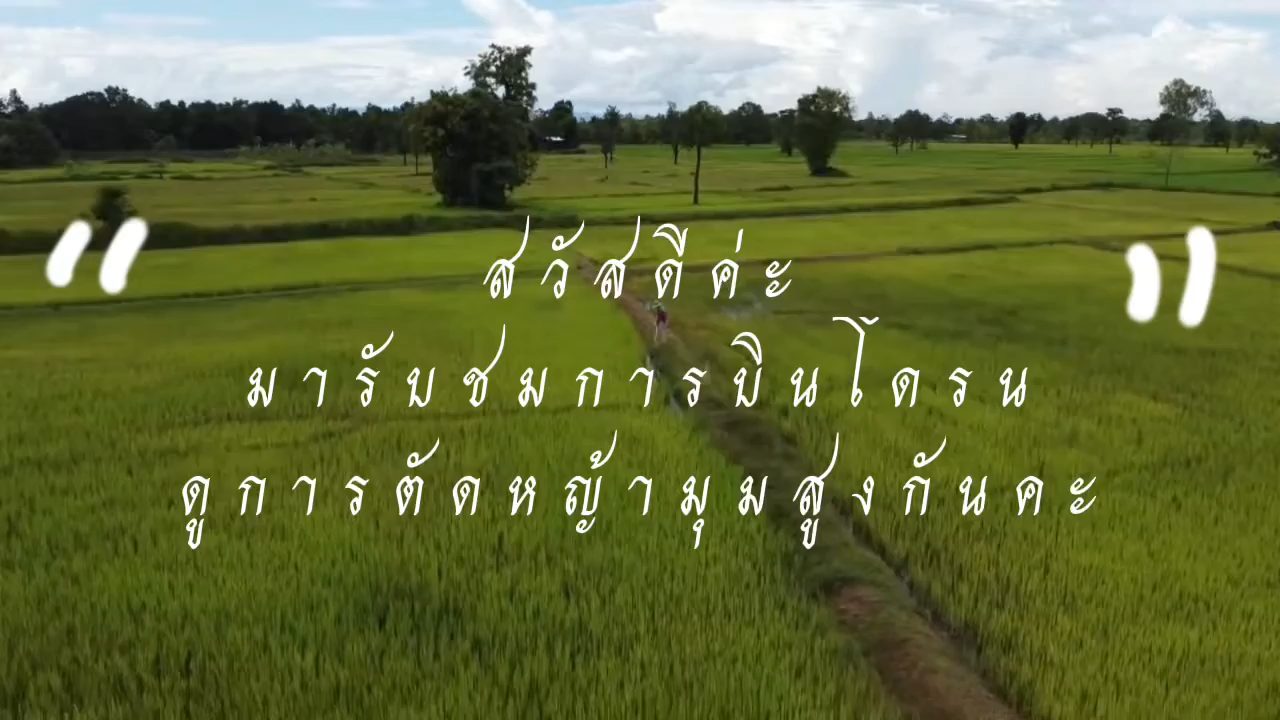 "สวัสดีค่ะ
มารับชมการบินโดรน
ดูการตัดหญ้ามุมสูงกันคะ"